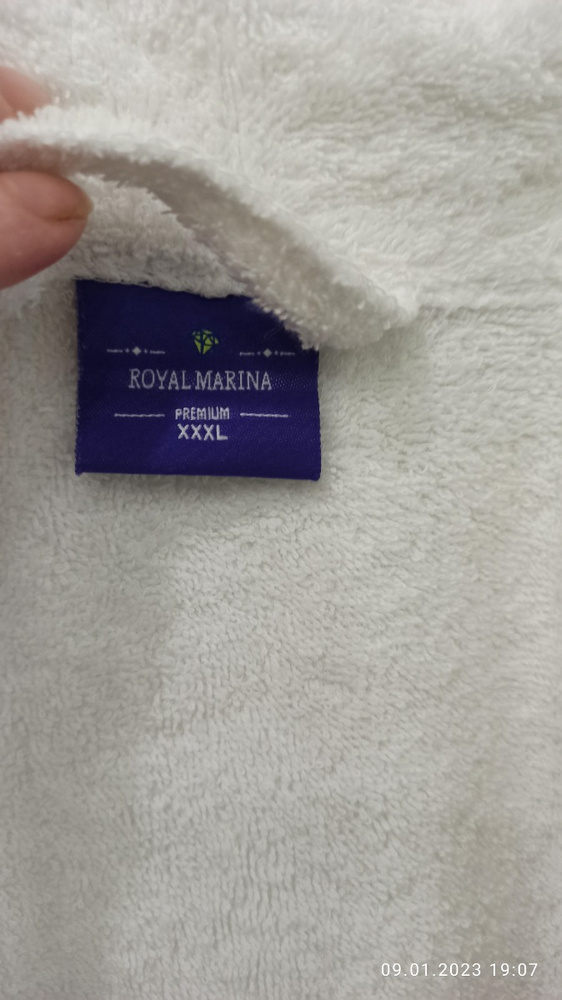 ROYAL MARINA
PREMIUM
XXXL
09.01.2023 19:07